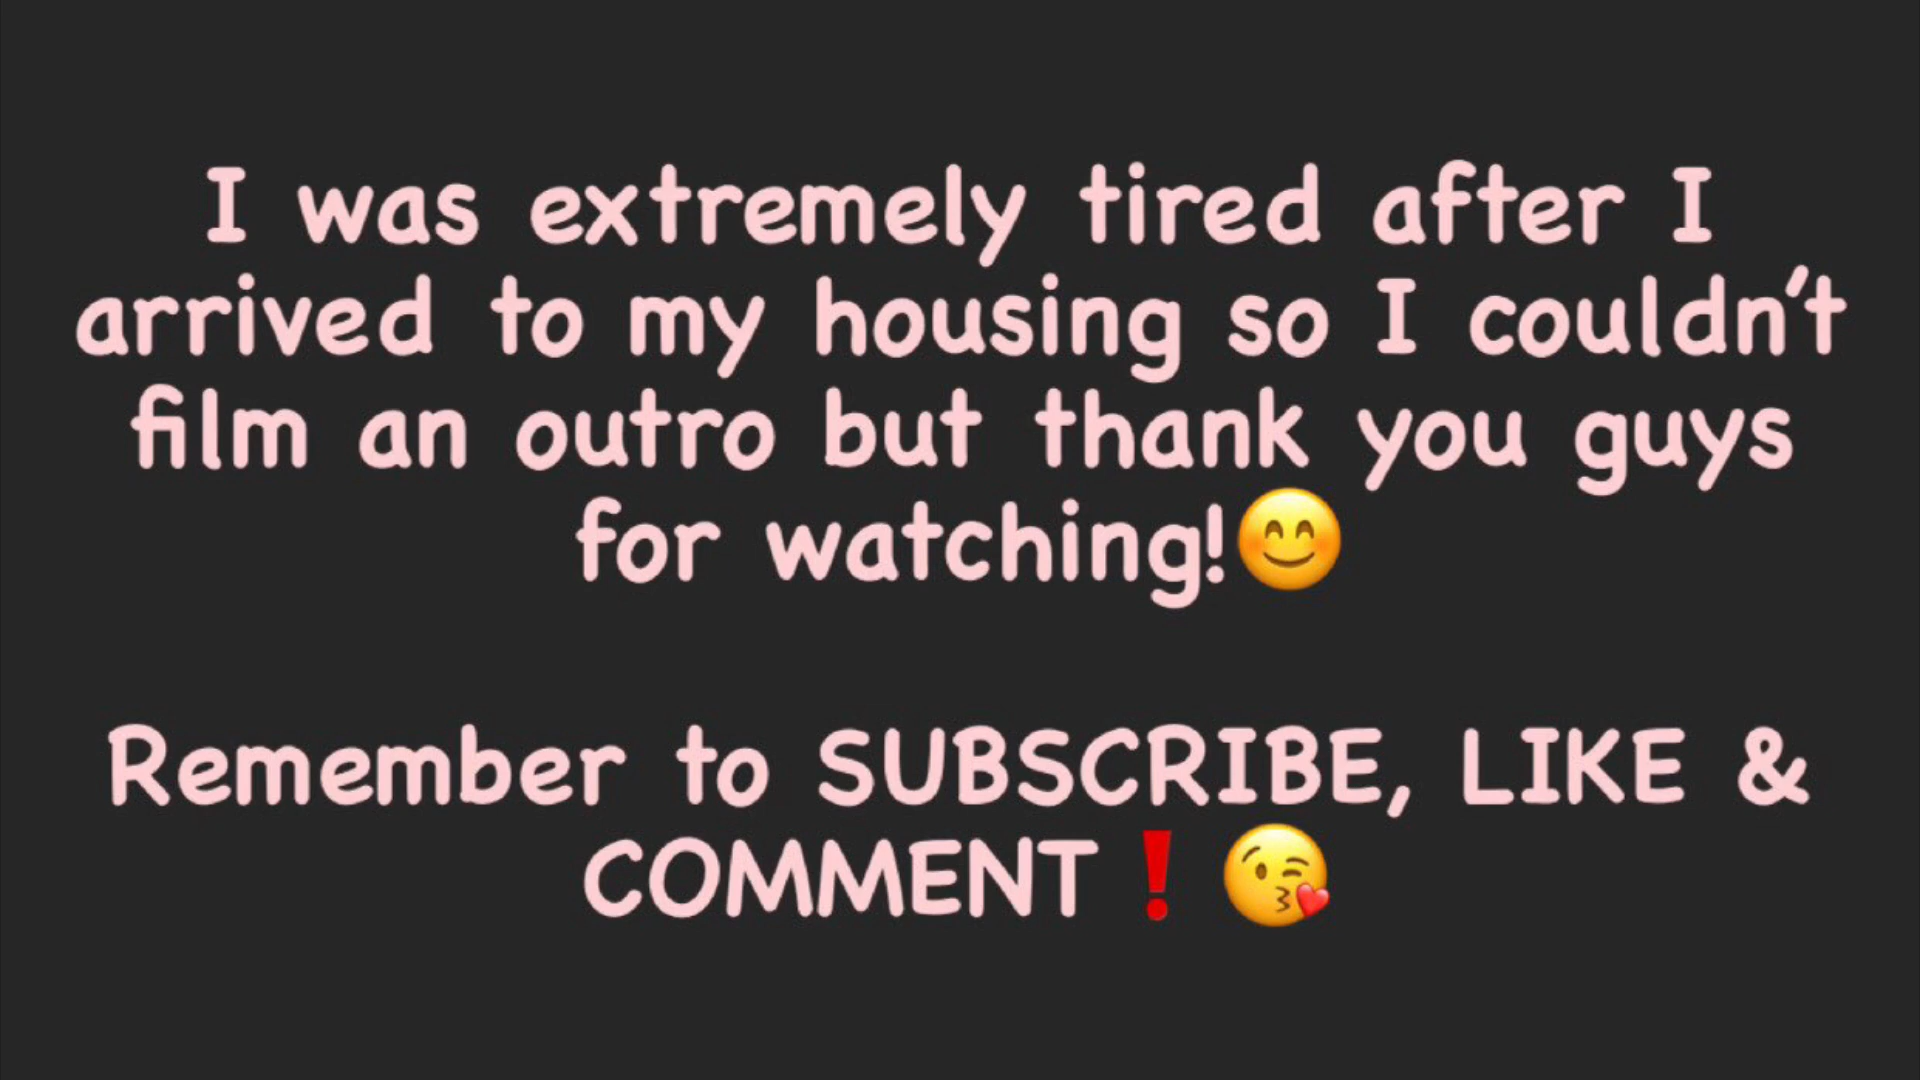 I was extremely tired after I
arrived to my housing so I couldn’t
film an outro but thank you guys
for watching!😊
Remember to SUBSCRIBE, LIKE &
COMMENT❗😘